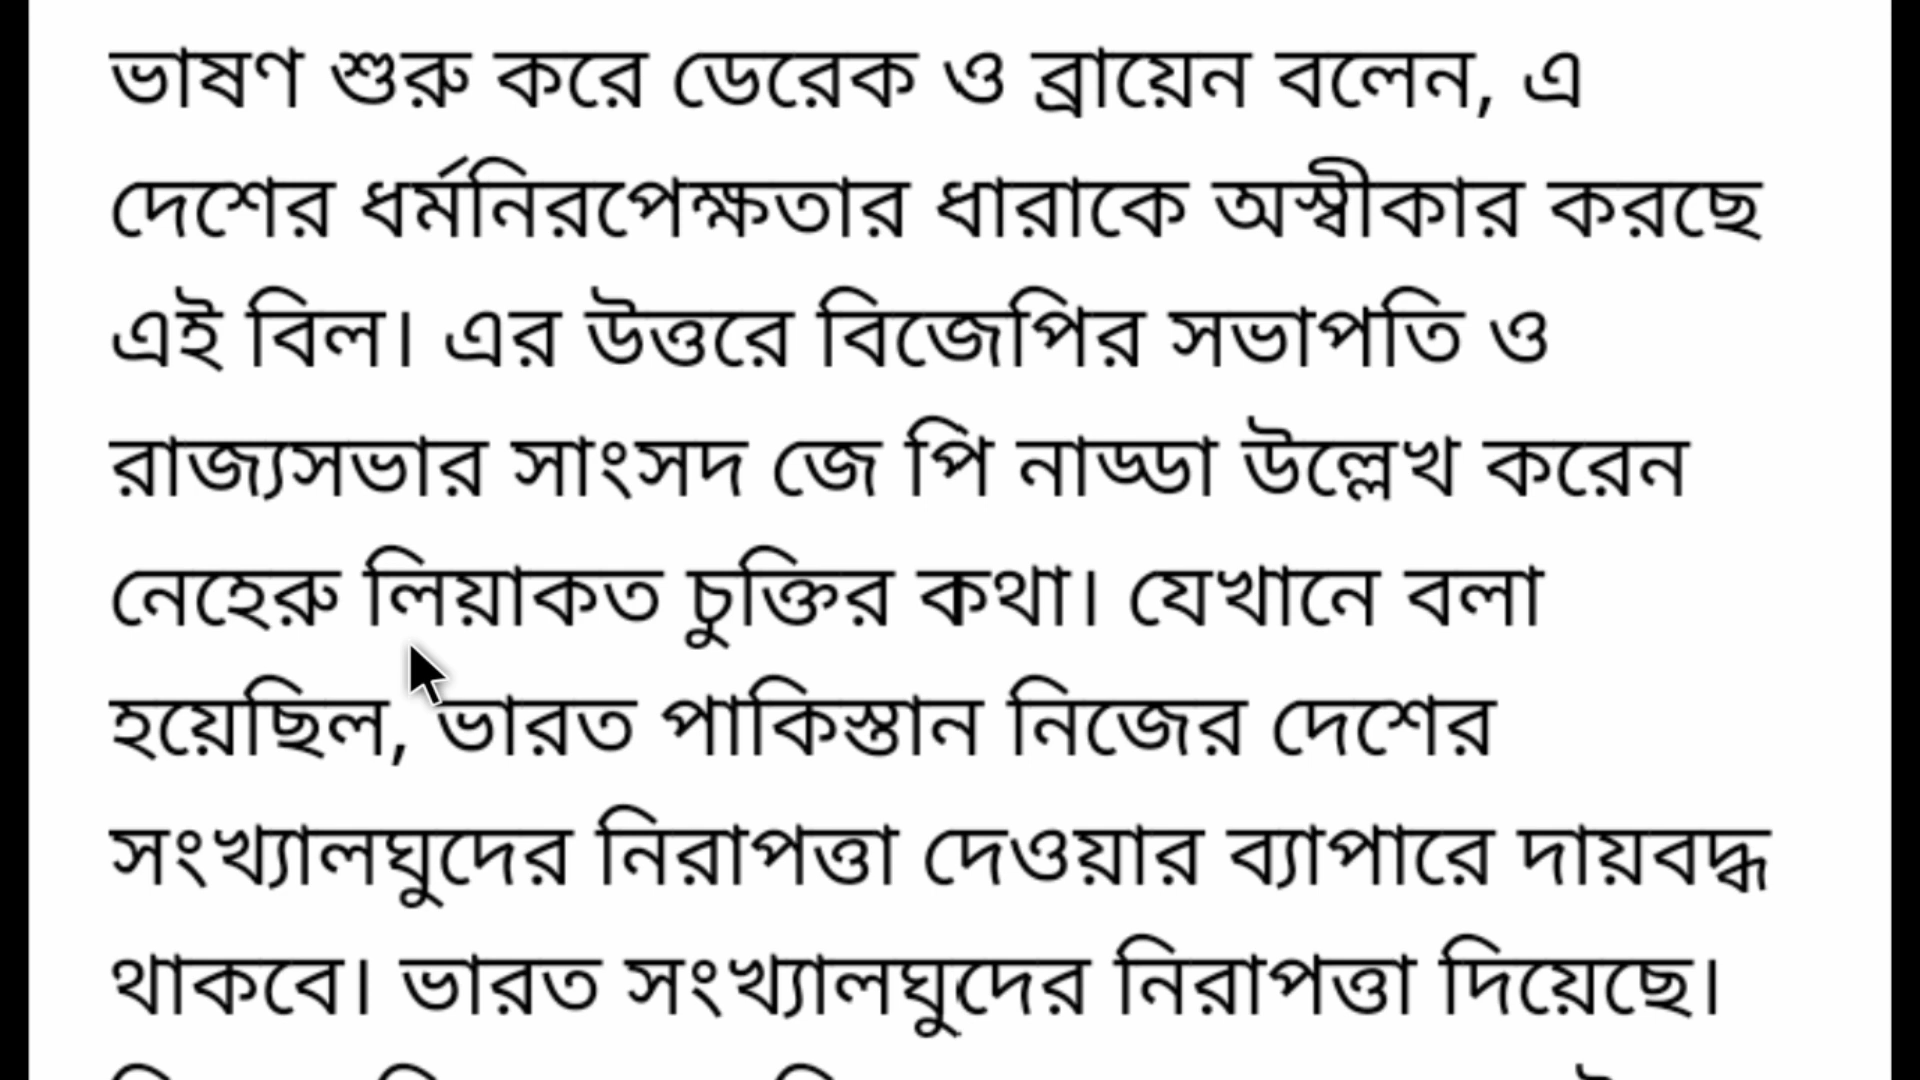 ভাষণ শুরু করে ডেরেক ও ব্রায়েন বলেন, এ
দেশের ধর্মনিরপেক্ষতার ধারাকে অস্বীকার করছে
এই বিল। এর উত্তরে বিজেপির সভাপতি ও
রাজ্যসভার সাংসদ জে পি নাড্ডা উল্লেখ করেন
নেহেরু লিয়াকত চুক্তির কথা। যেখানে বলা
হয়েছিল, ভারত পাকিস্তান নিজের দেশের
সংখ্যালঘুদের নিরাপত্তা দেওয়ার ব্যাপারে দায়বদ্ধ
থাকবে। ভারত সংখ্যালঘুদের নিরাপত্তা দিয়েছে।